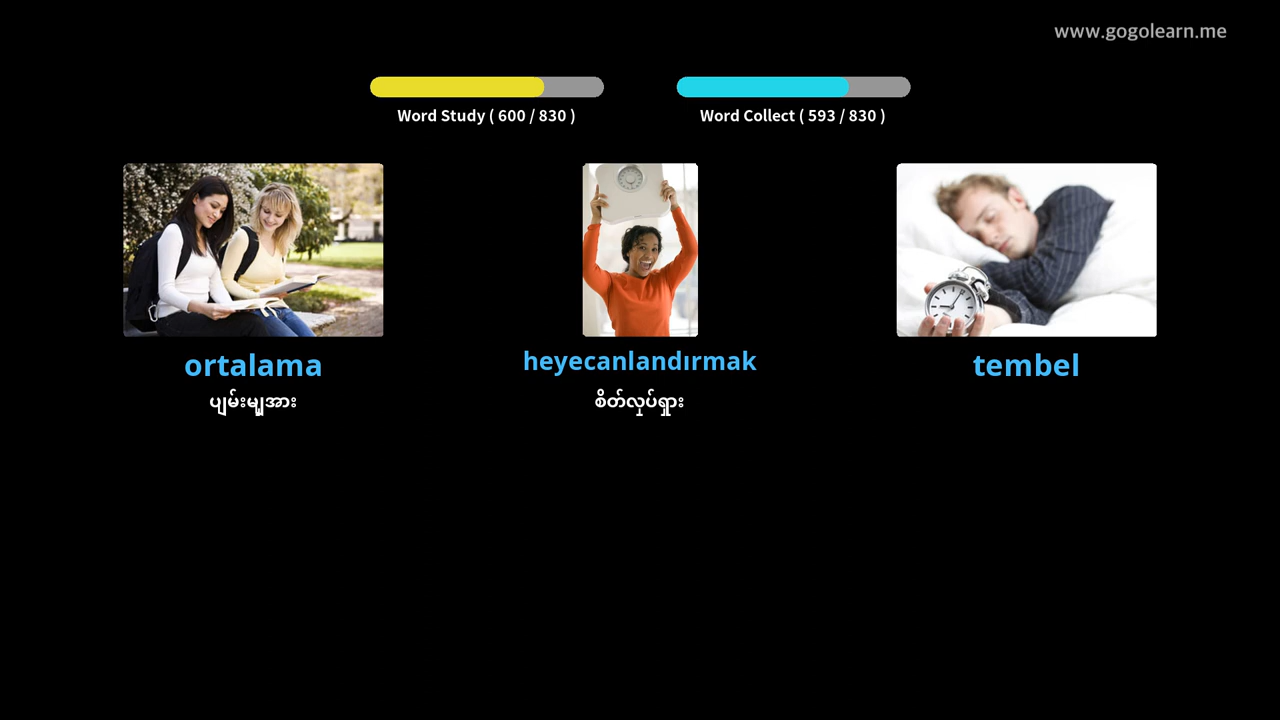 www.gogolearn.me
Word Study ( 600 / 830 )
Word Collect ( 593 / 830 )
ortalama
heyecanlandırmak
tembel
ပျမ်းမျှအား
စိတ်လှုပ်ရှား